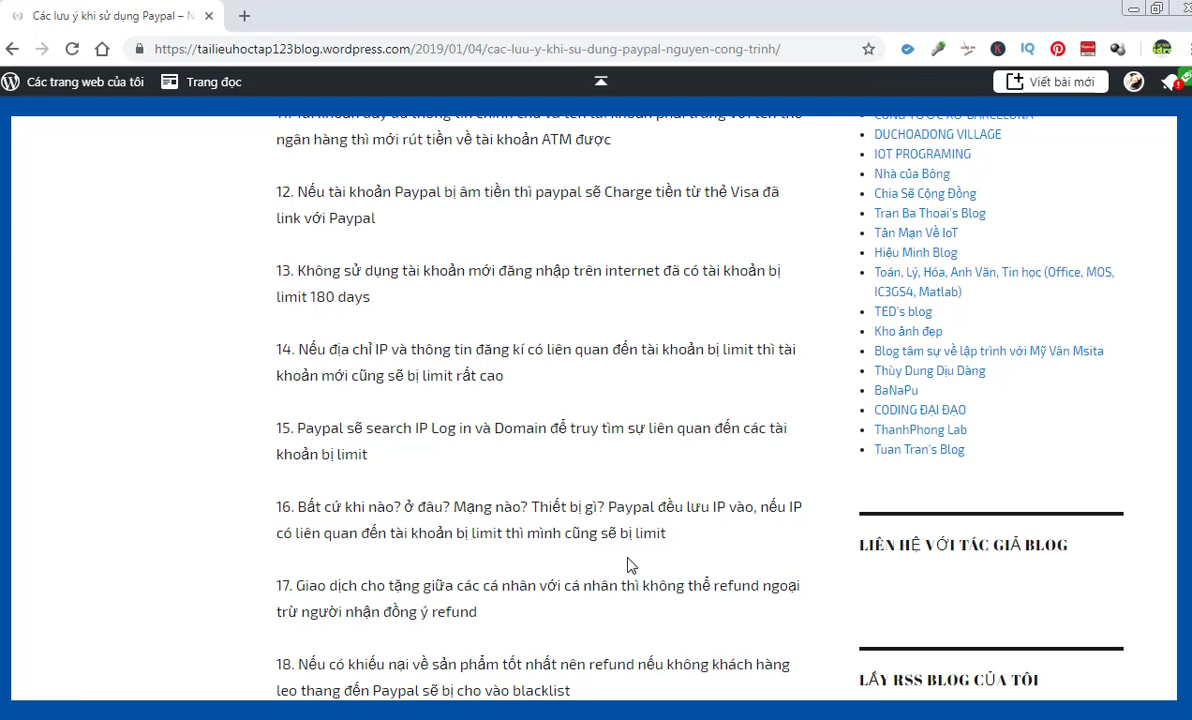 Các lưu ý khi sử dụng Paypal – N
https://tailieuhoctap123blog.wordpress.com/2019/01/04/cac-luu-y-khi-su-dung-paypal-nguyen-cong-trinh/
Các trang web của tôi
Trang đọc
Viết bài mới
ngân hàng thì mới rút tiền về tài khoản ATM được
12. Nếu tài khoản Paypal bị âm tiền thì paypal sẽ Charge tiền từ thẻ Visa đã
link với Paypal
13. Không sử dụng tài khoản mới đăng nhập trên internet đã có tài khoản bị
limit 180 days
14. Nếu địa chỉ IP và thông tin đăng kí có liên quan đến tài khoản bị limit thì tài
khoản mới cũng sẽ bị limit rất cao
15. Paypal sẽ search IP Log in và Domain để truy tìm sự liên quan đến các tài
khoản bị limit
16. Bất cứ khi nào? ở đâu? Mạng nào? Thiết bị gì? Paypal đều lưu IP vào, nếu IP
có liên quan đến tài khoản bị limit thì mình cũng sẽ bị limit
17. Giao dịch cho tặng giữa các cá nhân với cá nhân thì không thể refund ngoại
trừ người nhận đồng ý refund
18. Nếu có khiếu nại về sản phẩm tốt nhất nên refund nếu không khách hàng
leo thang đến Paypal sẽ bị cho vào blacklist
DUCHOADONG VILLAGE
IOT PROGRAMING
Nhà của Bông
Chia Sẽ Cộng Đồng
Tran Ba Thoai's Blog
Tản Mạn Về IoT
Hiệu Minh Blog
Toán, Lý, Hóa, Anh Văn, Tin học (Office, MOS,
IC3GS4, Matlab)
TED's blog
Kho ảnh đẹp
Blog tâm sự về lập trình với Mỹ Vân Msita
Thùy Dung Dịu Dàng
BaNaPu
CODING ĐẠI ĐẠO
ThanhPhong Lab
Tuan Tran's Blog
LIÊN HỆ VỚI TÁC GIẢ BLOG
LẤY RSS BLOG CỦA TÔI